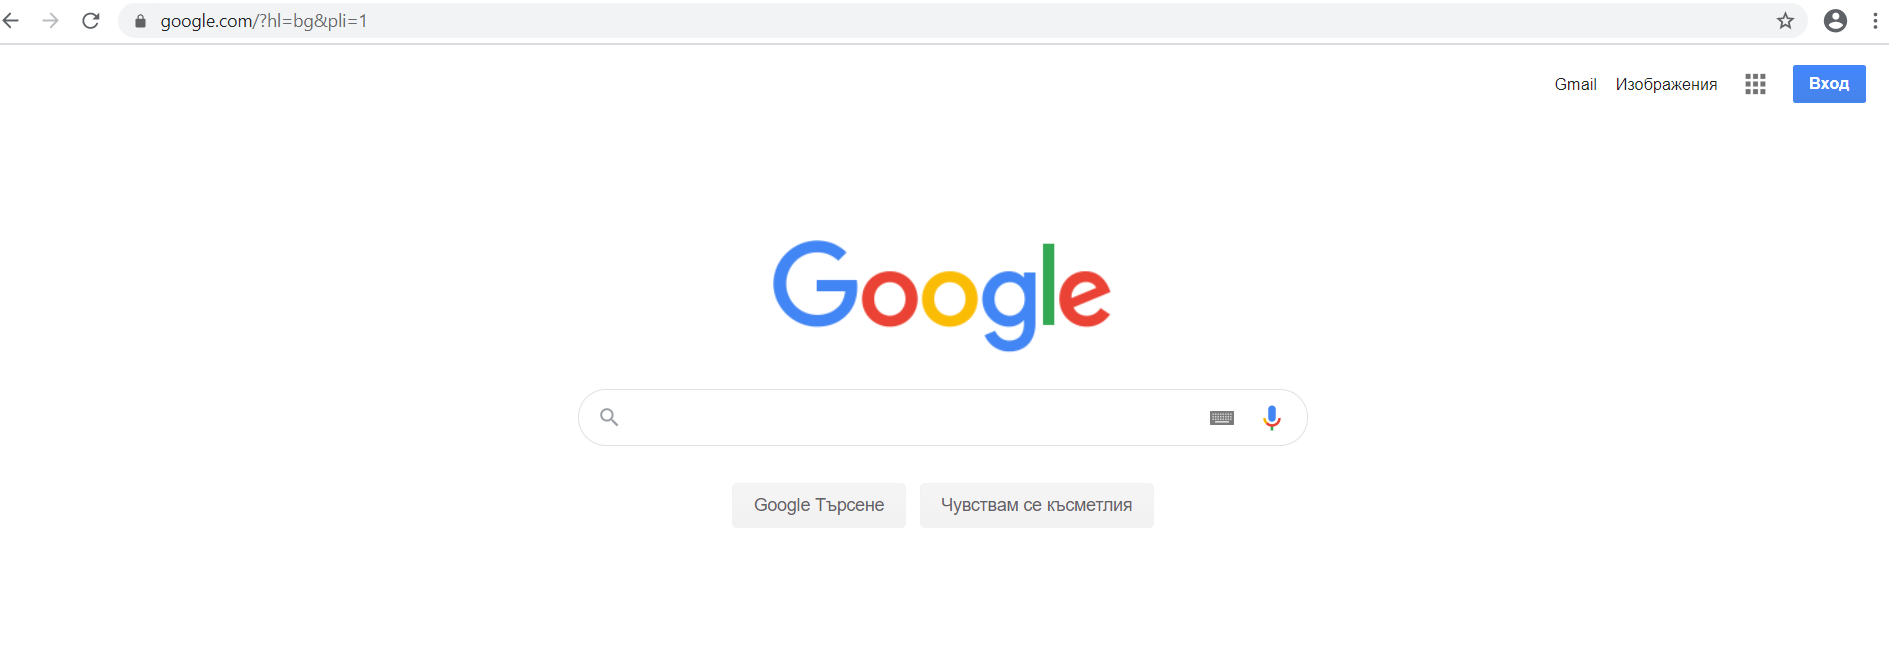 google.com/?hl=bg&pli=1
Gmail Изображения Вход
Google
Google Търсене Чувствам се късметлия